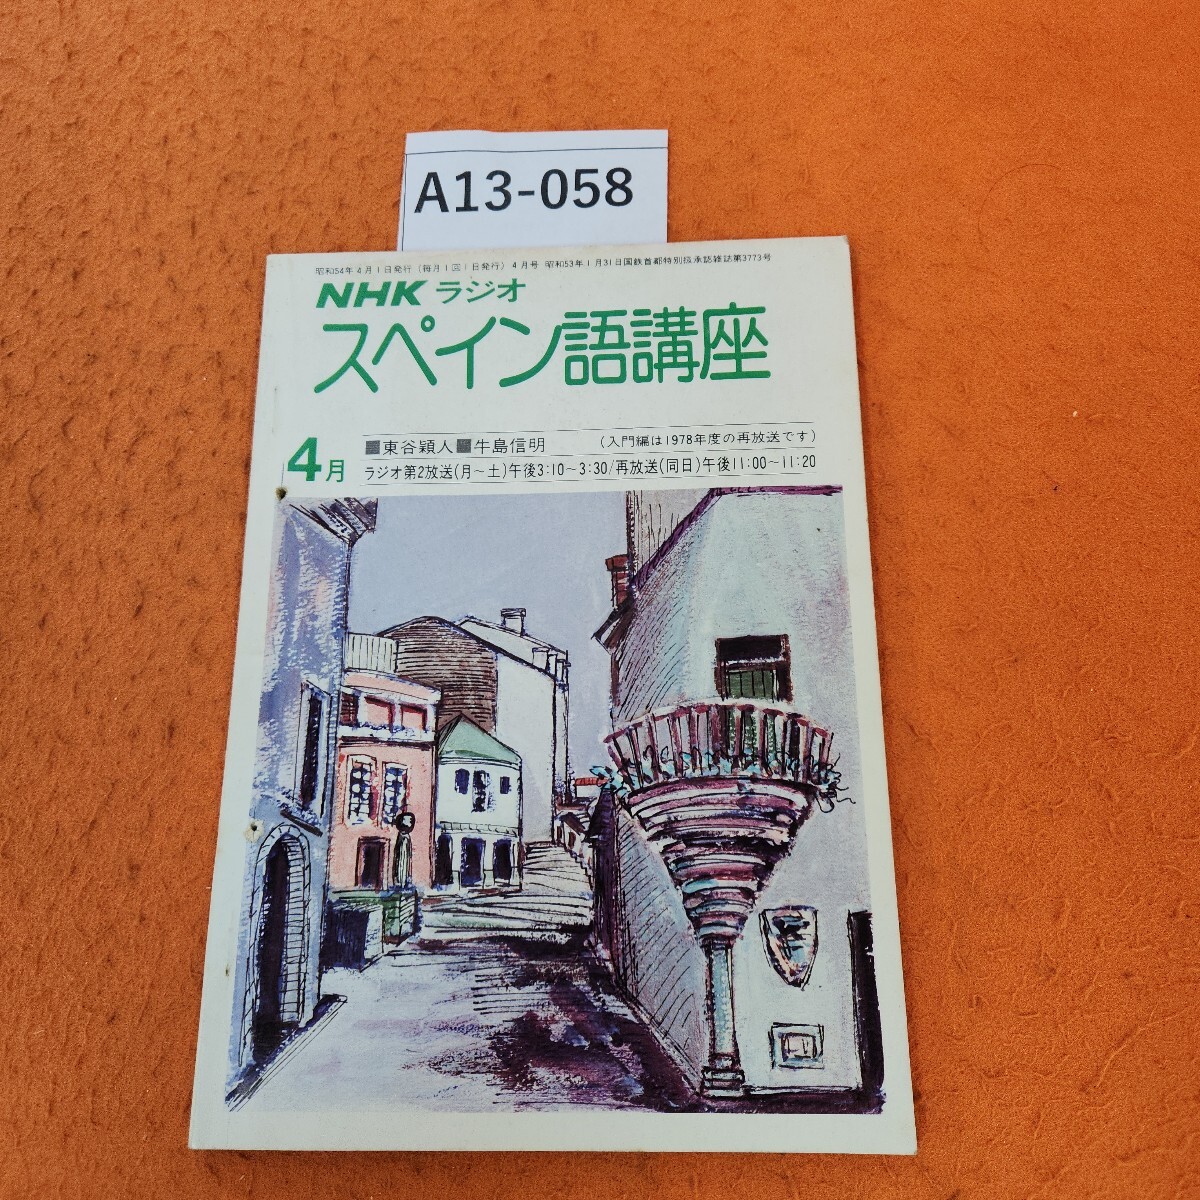 A13-058
昭和54年4月1日発行(毎月1回1日発行) 4月号 昭和53年1月31日国鉄首都特別扱承認雑誌第3773号
NHK ラジオ
スペイン語講座
4月
■東谷穎人■牛島信明 (入門編は1978年度の再放送です)
ラジオ第2放送(月~土)午後3:10~3:30/再放送(同日)午後11:00~11:20